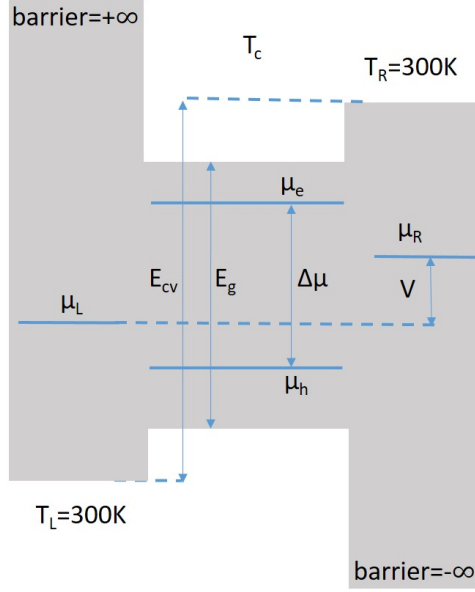 barrier=+∞
T_c
T_R=300K
μ_e
μ_R
E_cv
E_g
Δμ
V
μ_L
μ_h
T_L=300K
barrier=-∞